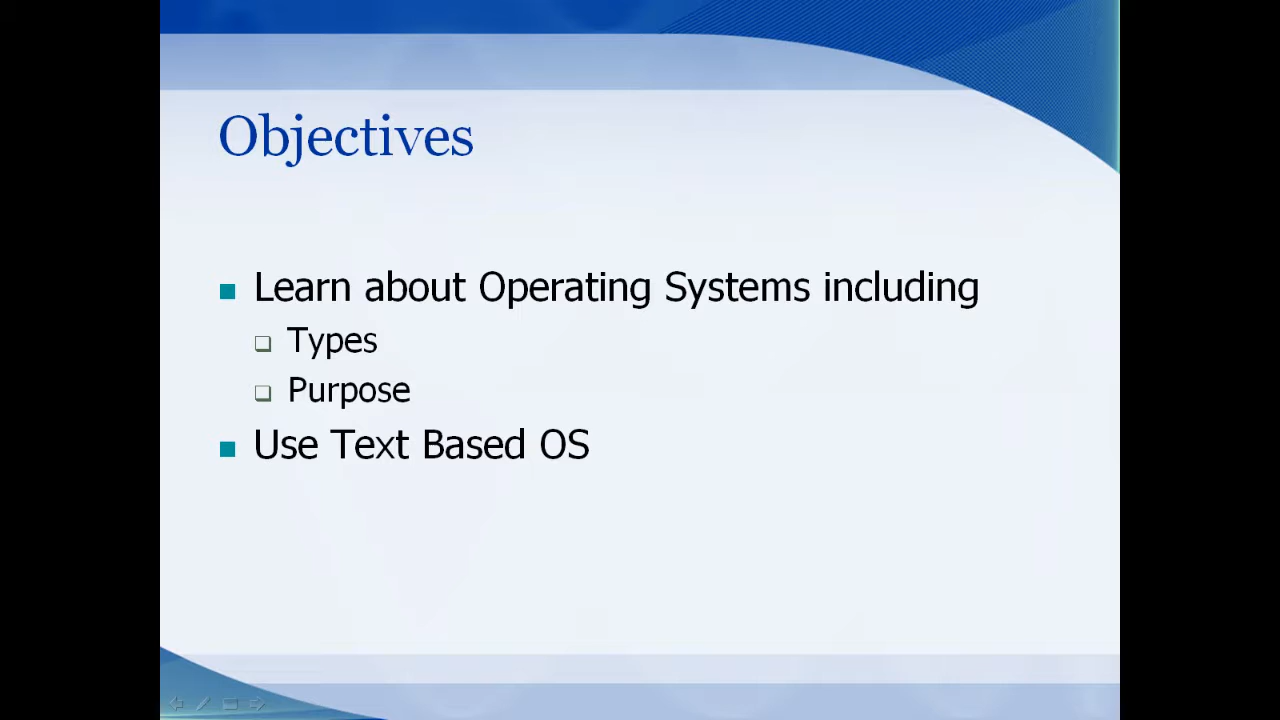 Objectives
Learn about Operating Systems including
Types
Purpose
Use Text Based OS